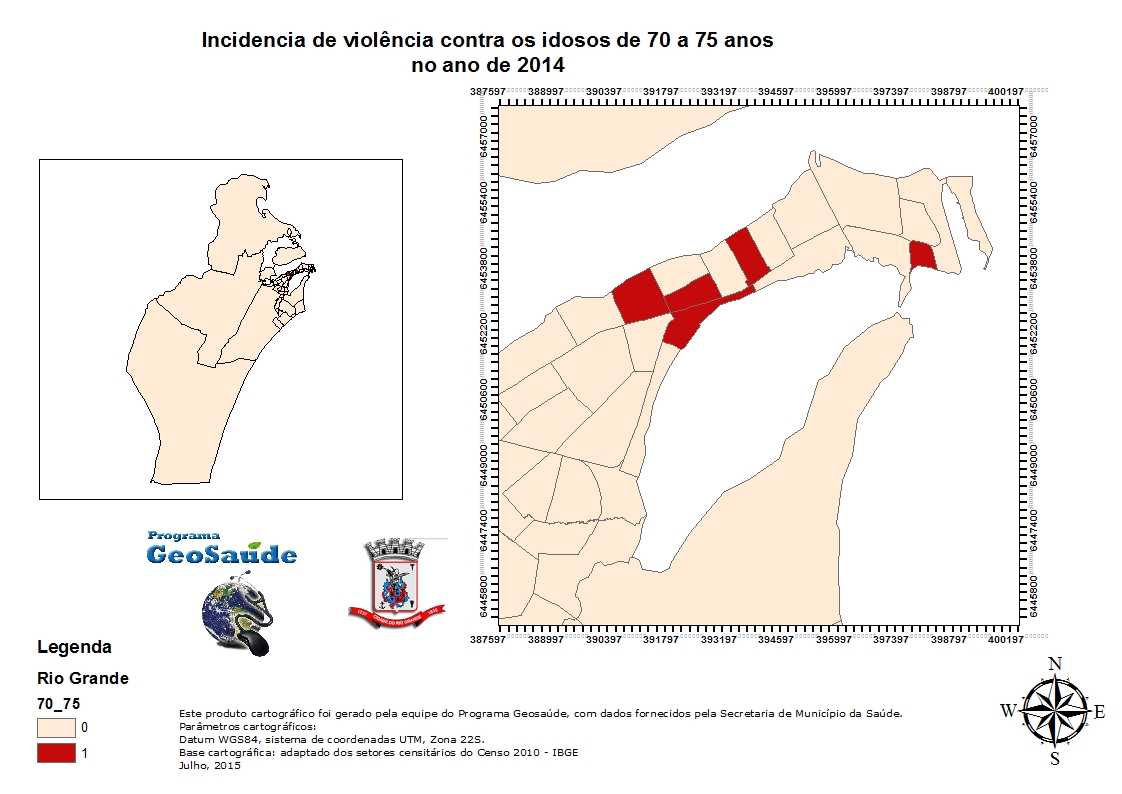 Incidencia de violência contra os idosos de 70 a 75 anos
no ano de 2014
387597 388997 390397 391797 393197 394597 395997 397397 398797 400197
6457000 6455400 6453800 6452200 6450600 6449000 6447400 6445800
6457000 6455400 6453800 6452200 6450600 6449000 6447400 6445800
387597 388997 390397 391797 393197 394597 395997 397397 398797 400197
Programa
GeoSaúde
CIDADE DO RIO GRANDE
Legenda
Rio Grande
70_75
0
1
Este produto cartográfico foi gerado pela equipe do Programa Geosaúde, com dados fornecidos pela Secretaria de Município da Saúde.
Parâmetros cartográficos:
Datum WGS84, sistema de coordenadas UTM, Zona 22S.
Base cartográfica: adaptado dos setores censitários do Censo 2010 - IBGE
Julho, 2015
N
W E
S